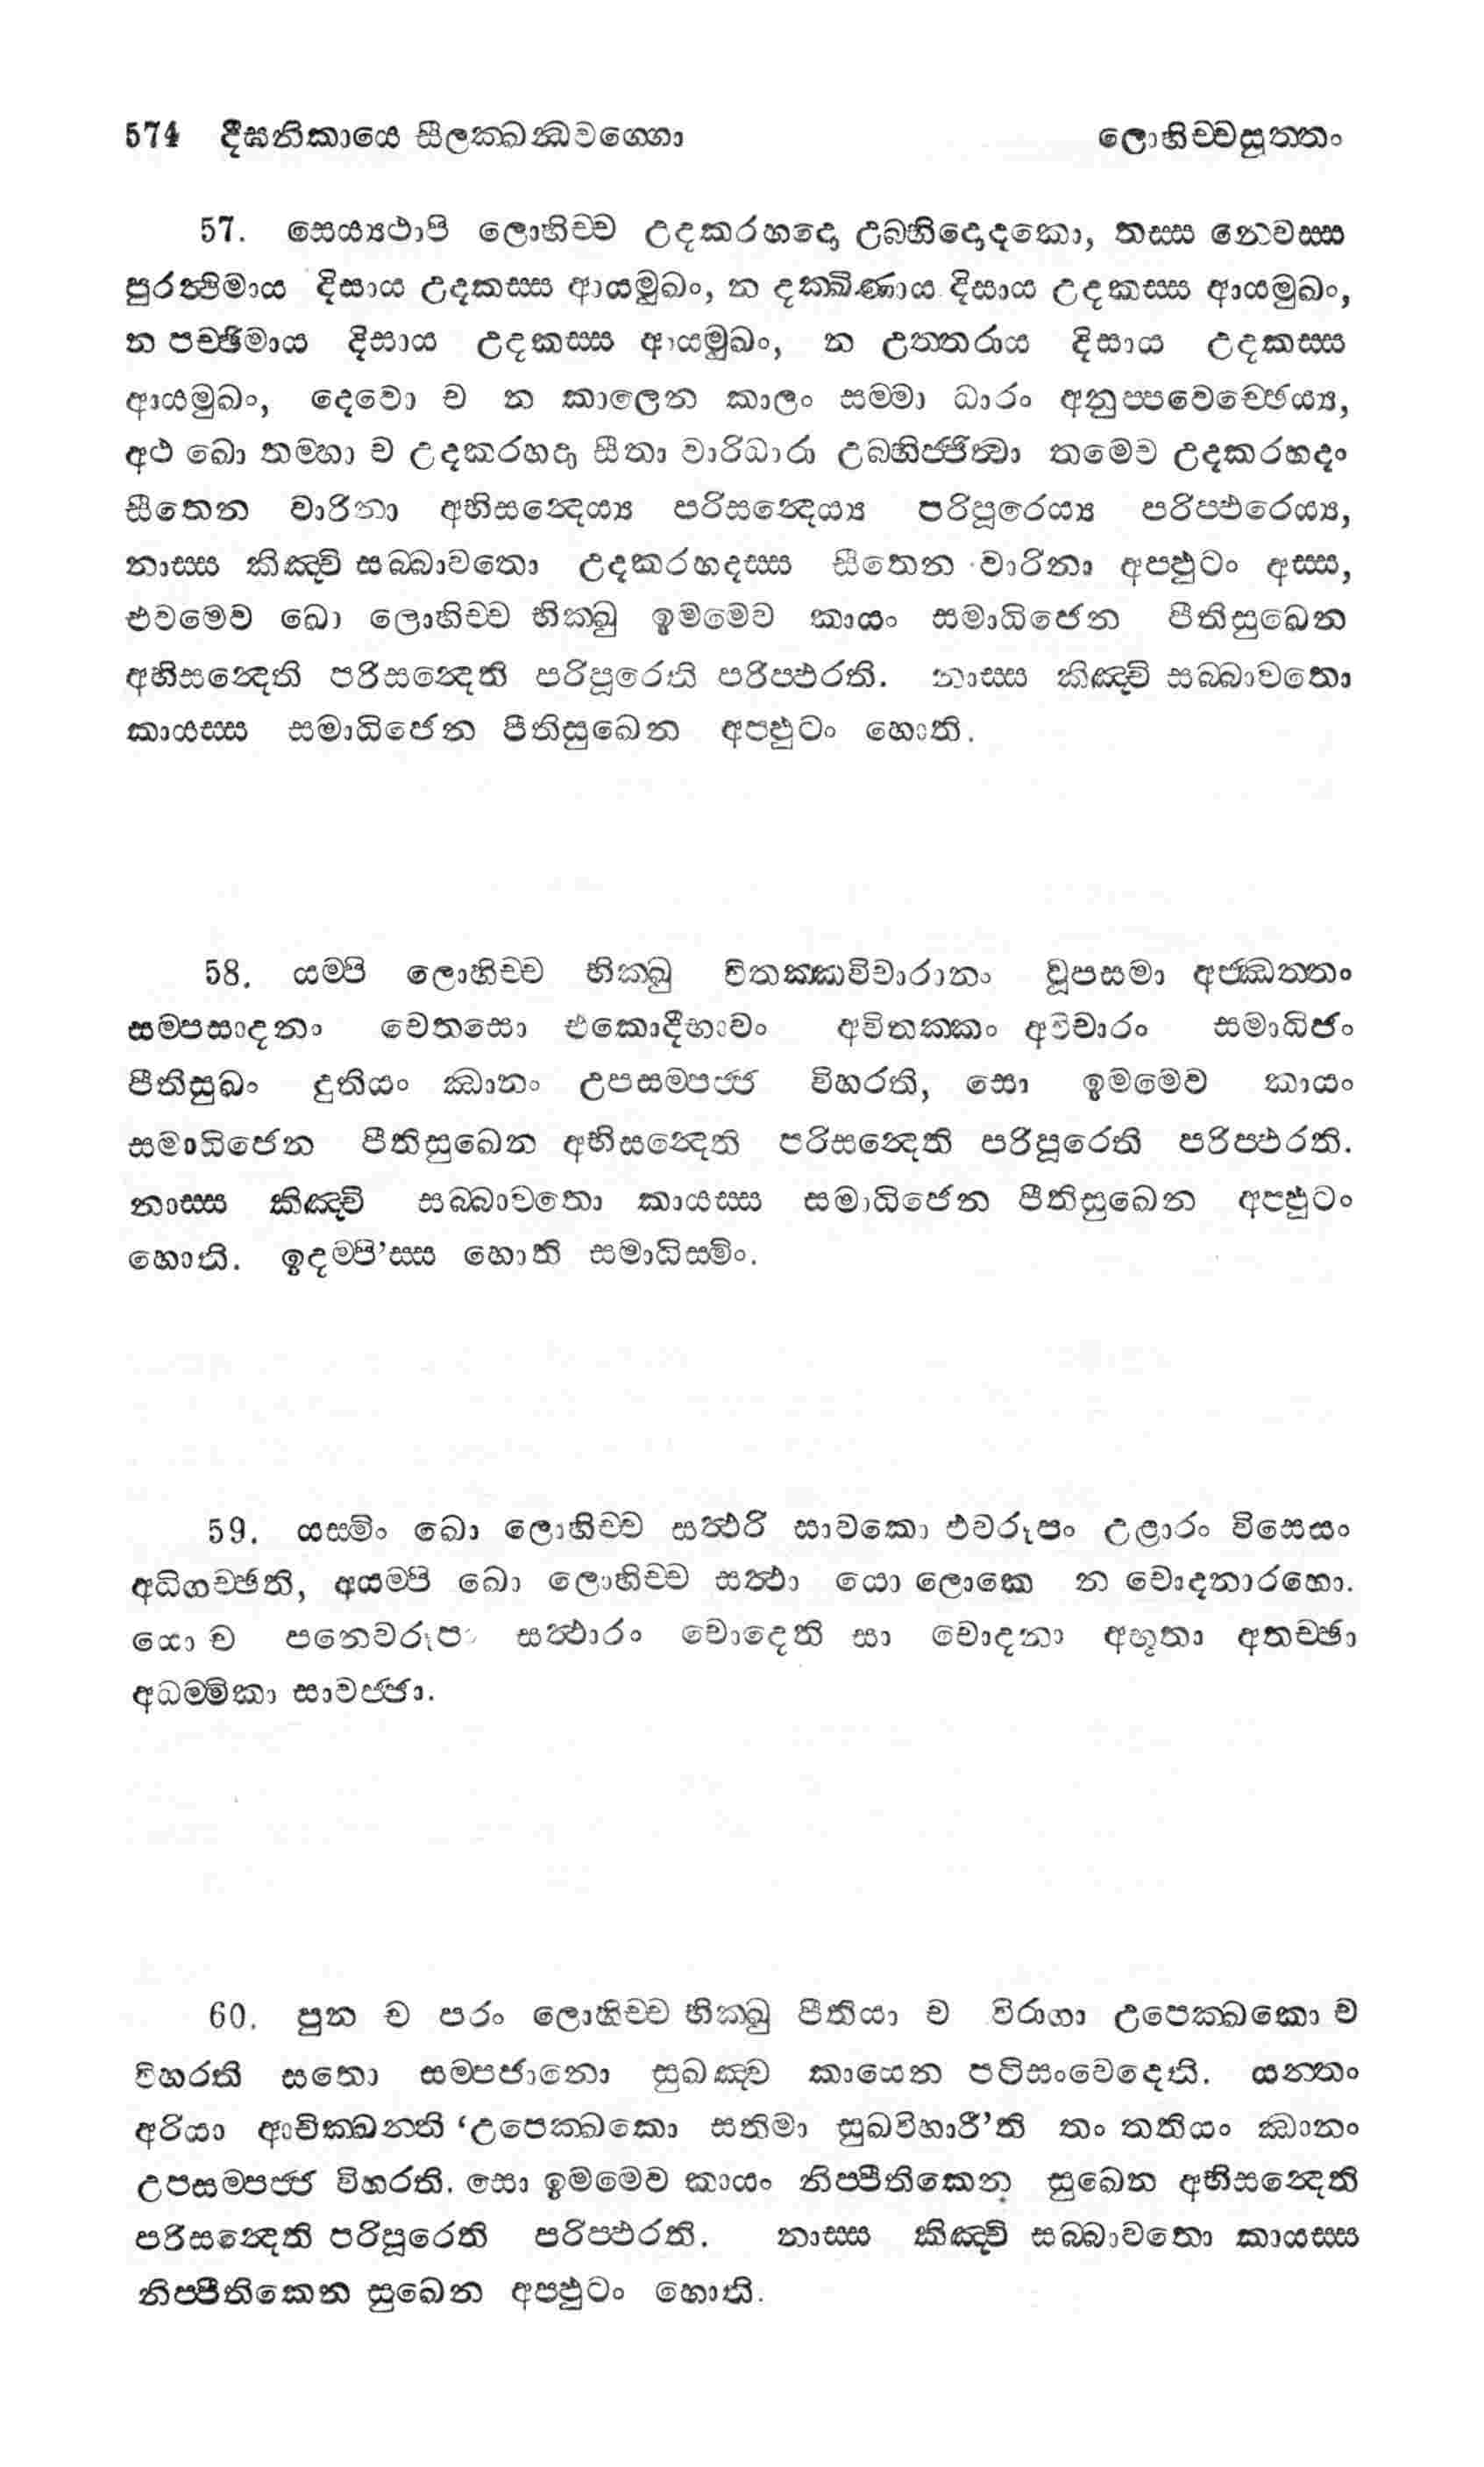 574 දීඝනිකායෙ සීලක්ඛන්ධවග්ගො ලොහිච්චසුත්තං
57. සෙය්‍යථාපි ලොහිච්ච උදකරහදො උබ්භිදොදකො, තස්ස නෙවස්ස
පුරත්ථිමාය දිසාය උදකස්ස ආයමුඛං, න දක්ඛිණාය දිසාය උදකස්ස ආයමුඛං,
න පච්ඡිමාය දිසාය උදකස්ස ආයමුඛං, න උත්තරාය දිසාය උදකස්ස
ආයමුඛං, දෙවො ච න කාලෙන කාලං සම්මා ධාරං අනුප්පවෙච්ඡෙය්‍ය,
අථ ඛො තම්හා ච උදකරහදා සීතා වාරිධාරා උබ්භිජ්ජිත්වා තමෙව උදකරහදං
සීතෙන වාරිනා අභිසන්දෙය්‍ය පරිසන්දෙය්‍ය පරිපූරෙය්‍ය පරිප්ඵරෙය්‍ය,
නාස්ස කිඤ්චි සබ්බාවතො උදකරහදස්ස සීතෙන වාරිනා අප්ඵුටං අස්ස,
එවමෙව ඛො ලොහිච්ච භික්ඛු ඉමමෙව කායං සමාධිජෙන පීතිසුඛෙන
අභිසන්දෙති පරිසන්දෙති පරිපූරෙති පරිප්ඵරති. නාස්ස කිඤ්චි සබ්බාවතො
කායස්ස සමාධිජෙන පීතිසුඛෙන අප්ඵුටං හොති.
58. යම්පි ලොහිච්ච භික්ඛු විතක්කවිචාරානං වූපසමා අජ්ඣත්තං
සම්පසාදනං චෙතසො එකොදීභාවං අවිතක්කං අවිචාරං සමාධිජං
පීතිසුඛං දුතියං ඣානං උපසම්පජ්ජ විහරති, සො ඉමමෙව කායං
සමාධිජෙන පීතිසුඛෙන අභිසන්දෙති පරිසන්දෙති පරිපූරෙති පරිප්ඵරති.
නාස්ස කිඤ්චි සබ්බාවතො කායස්ස සමාධිජෙන පීතිසුඛෙන අප්ඵුටං
හොති. ඉදම්පි’ස්ස හොති සමාධිස්මිං.
59. යස්මිං ඛො ලොහිච්ච සත්ථරි සාවකො එවරූපං උළාරං විසෙසං
අධිගච්ඡති, අයම්පි ඛො ලොහිච්ච සත්ථා යො ලොකෙ න චොදනාරහො.
යො ච පනෙවරූපං සත්ථාරං චොදෙති සා චොදනා අභූතා අතච්ඡා
අධම්මිකා සාවජ්ජා.
60. පුන ච පරං ලොහිච්ච භික්ඛු පීතියා ච විරාගා උපෙක්ඛකො ච
විහරති සතො සම්පජානො සුඛඤ්ච කායෙන පටිසංවෙදෙති. යන්තං
අරියා ආචික්ඛන්ති ‘උපෙක්ඛකො සතිමා සුඛවිහාරී’ති තං තතියං ඣානං
උපසම්පජ්ජ විහරති. සො ඉමමෙව කායං නිප්පීතිකෙන සුඛෙන අභිසන්දෙති
පරිසන්දෙති පරිපූරෙති පරිප්ඵරති. නාස්ස කිඤ්චි සබ්බාවතො කායස්ස
නිප්පීතිකෙන සුඛෙන අප්ඵුටං හොති.